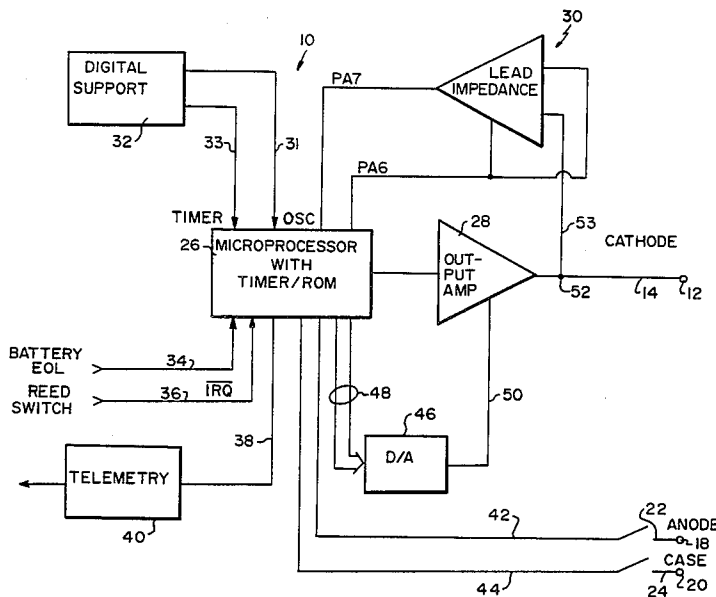 10
30
DIGITAL
SUPPORT
32
33
31
PA7
LEAD
IMPEDANCE
PA6
53
TIMER
OSC
26
MICROPROCESSOR
WITH
TIMER/ROM
28
OUT-
PUT
AMP
CATHODE
52
14
12
BATTERY
EOL
34
REED
SWITCH
36
IRQ
38
48
50
46
D/A
TELEMETRY
40
42
22
ANODE
18
CASE
44
24
20